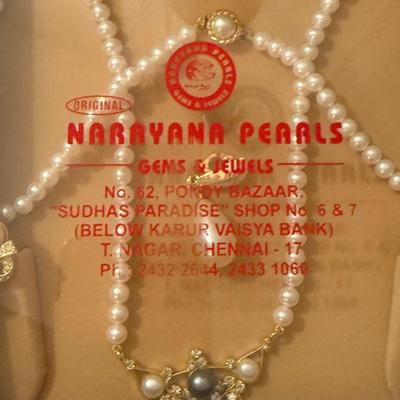 NARAYANA PEARLS
GEMS & JEWELS
ORIGINAL
NARAYANA PEARLS
GEMS & JEWELS
No. 62, PONDY BAZAAR,
"SUDHAS PARADISE" SHOP No. 6 & 7
(BELOW KARUR VAISYA BANK)
T. NAGAR, CHENNAI - 17
Ph : 2432 2644, 2433 1060